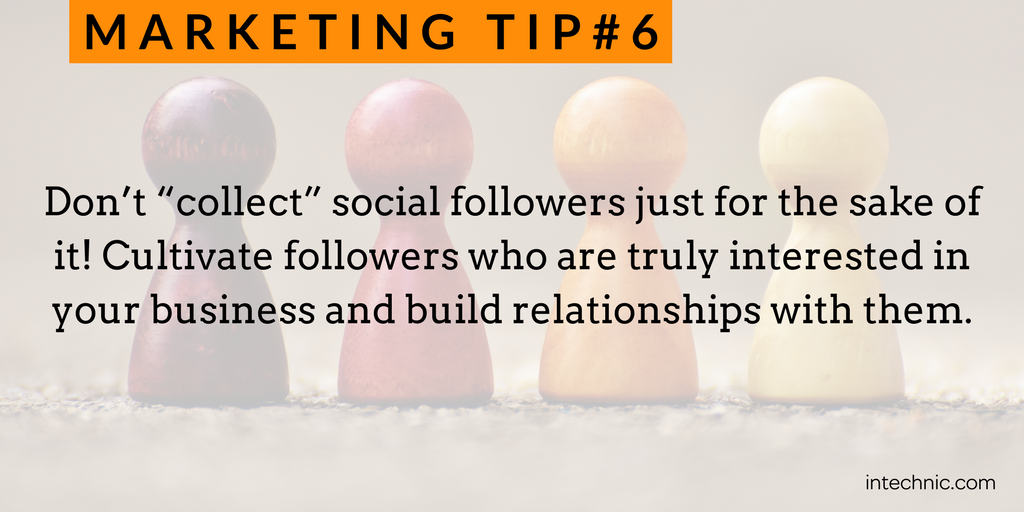 MARKETING TIP#6
Don’t “collect” social followers just for the sake of
it! Cultivate followers who are truly interested in
your business and build relationships with them.
intechnic.com